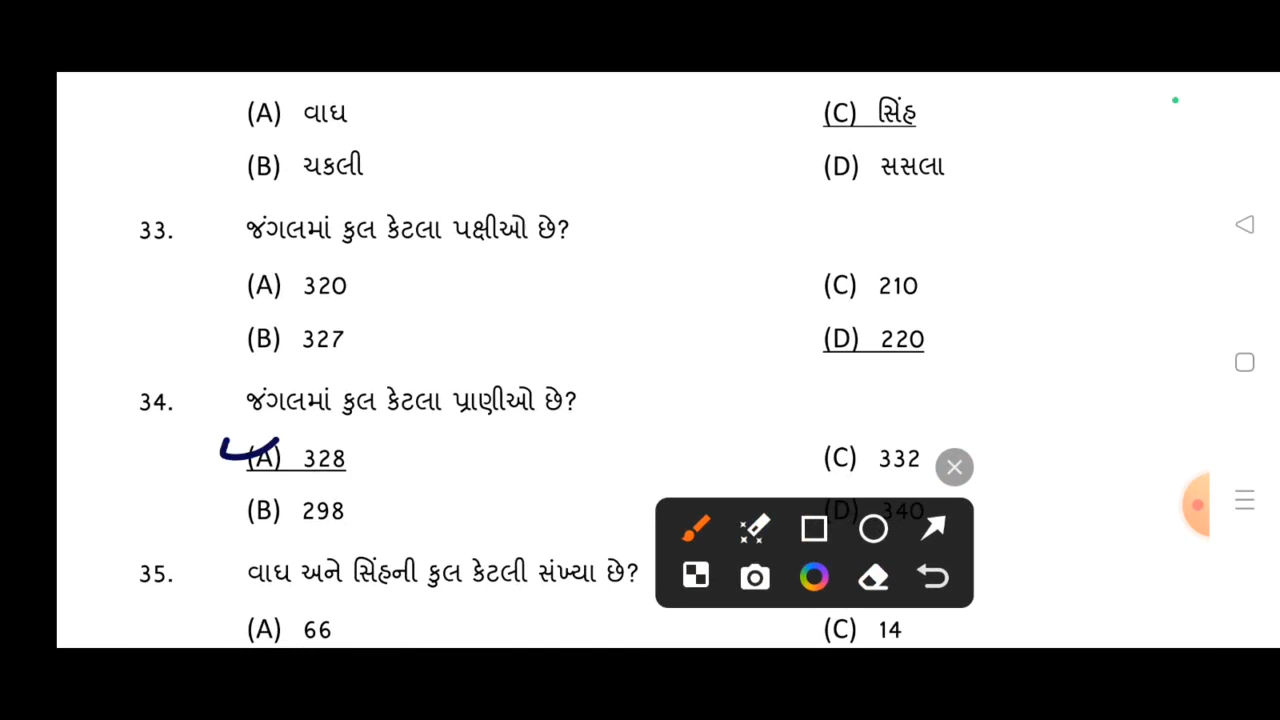 (A) વાઘ (C) સિંહ
(B) ચકલી (D) સસલા
33. જંગલમાં કુલ કેટલા પક્ષીઓ છે?
(A) 320 (C) 210
(B) 327 (D) 220
34. જંગલમાં કુલ કેટલા પ્રાણીઓ છે?
(A) 328 (C) 332
(B) 298 (D) 340
35. વાઘ અને સિંહની કુલ કેટલી સંખ્યા છે?
(A) 66 (C) 14